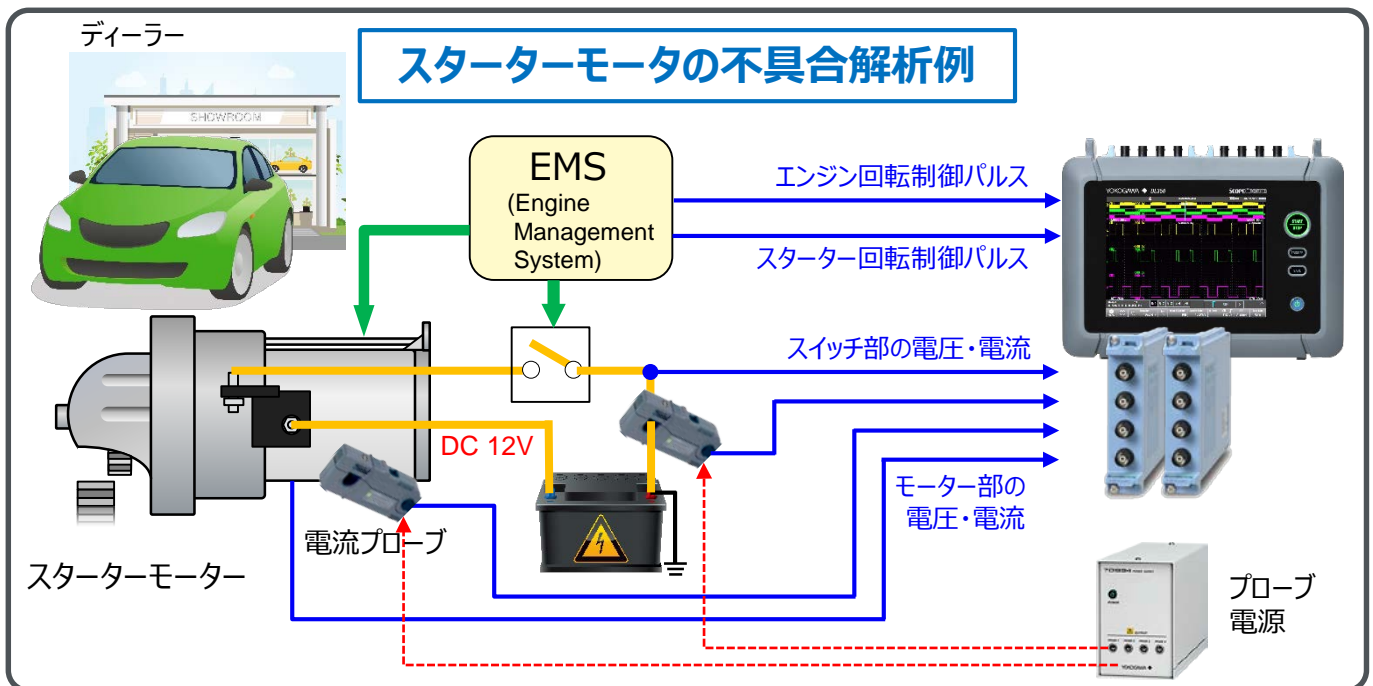 ディーラー
スターターモータの不具合解析例
SHOWROOM
EMS
(Engine
Management
System)
エンジン回転制御パルス
スターター回転制御パルス
YOKOGAWA ◆ DL350
START
STOP
スイッチ部の電圧・電流
DC 12V
モーター部の
電圧・電流
電流プローブ
スターターモーター
プローブ
電源
YOKOGAWA ◆